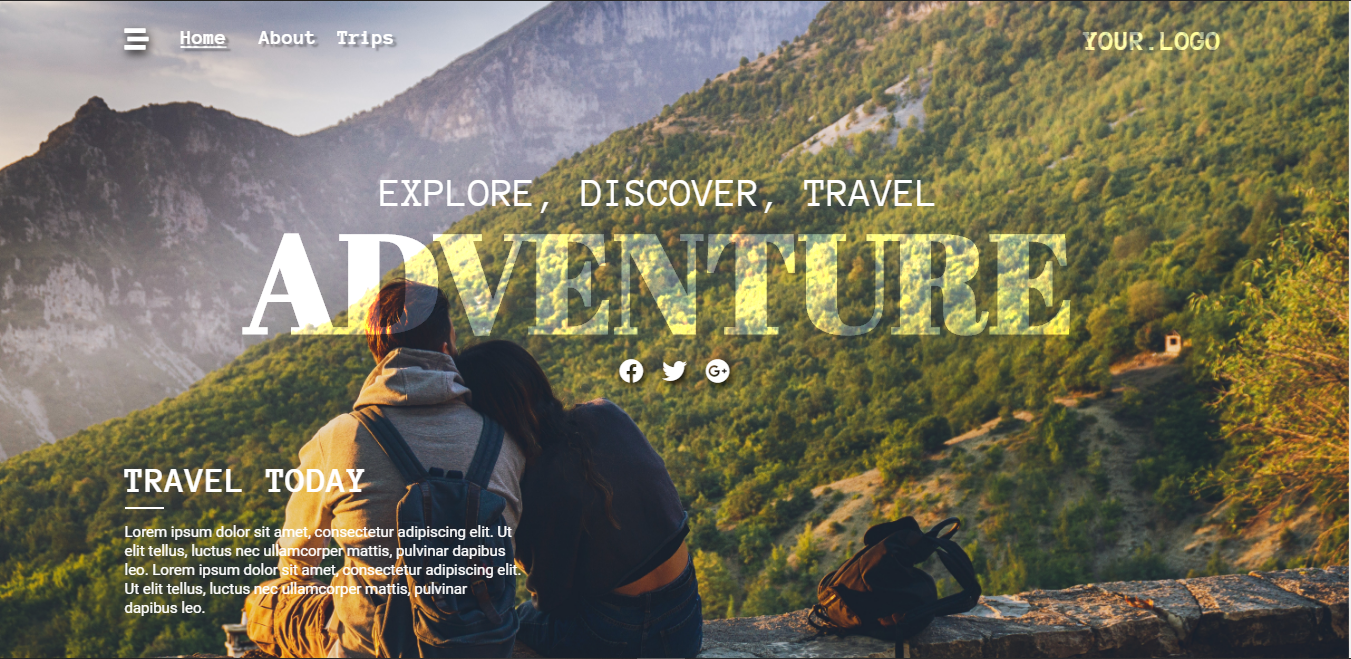 Home About Trips
YOUR.LOGO
EXPLORE, DISCOVER, TRAVEL
ADVENTURE
TRAVEL TODAY
Lorem ipsum dolor sit amet, consectetur adipiscing elit. Ut
elit tellus, luctus nec ullamcorper mattis, pulvinar dapibus
leo. Lorem ipsum dolor sit amet, consectetur adipiscing elit.
Ut elit tellus, luctus nec ullamcorper mattis, pulvinar
dapibus leo.